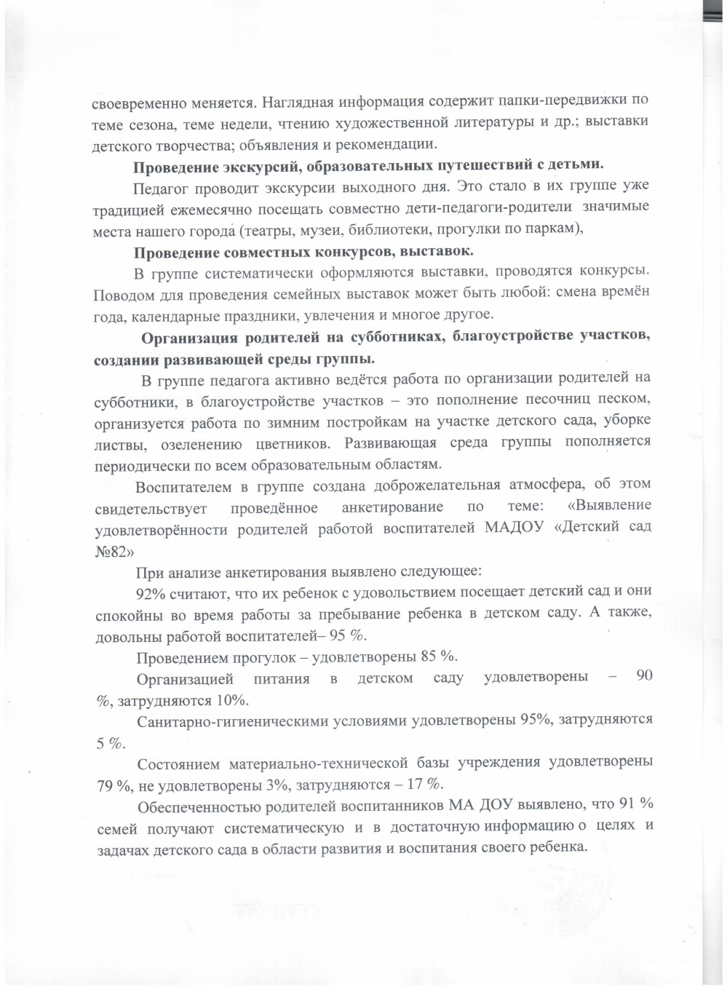 своевременно меняется. Наглядная информация содержит папки-передвижки по
теме сезона, теме недели, чтению художественной литературы и др.; выставки
детского творчества; объявления и рекомендации.
Проведение экскурсий, образовательных путешествий с детьми.
Педагог проводит экскурсии выходного дня. Это стало в их группе уже
традицией ежемесячно посещать совместно дети-педагоги-родители значимые
места нашего города (театры, музеи, библиотеки, прогулки по паркам),
Проведение совместных конкурсов, выставок.
В группе систематически оформляются выставки, проводятся конкурсы.
Поводом для проведения семейных выставок может быть любой: смена времён
года, календарные праздники, увлечения и многое другое.
Организация родителей на субботниках, благоустройстве участков,
создании развивающей среды группы.
В группе педагога активно ведётся работа по организации родителей на
субботники, в благоустройстве участков – это пополнение песочниц песком,
организуется работа по зимним постройкам на участке детского сада, уборке
листвы, озеленению цветников. Развивающая среда группы пополняется
периодически по всем образовательным областям.
Воспитателем в группе создана доброжелательная атмосфера, об этом
свидетельствует проведённое анкетирование по теме: «Выявление
удовлетворённости родителей работой воспитателей МАДОУ «Детский сад
№82»
При анализе анкетирования выявлено следующее:
92% считают, что их ребенок с удовольствием посещает детский сад и они
спокойны во время работы за пребывание ребенка в детском саду. А также,
довольны работой воспитателей– 95 %.
Проведением прогулок – удовлетворены 85 %.
Организацией питания в детском саду удовлетворены – 90
%, затрудняются 10%.
Санитарно-гигиеническими условиями удовлетворены 95%, затрудняются
5 %.
Состоянием материально-технической базы учреждения удовлетворены
79 %, не удовлетворены 3%, затрудняются – 17 %.
Обеспеченностью родителей воспитанников МА ДОУ выявлено, что 91 %
семей получают систематическую и в достаточную информацию о целях и
задачах детского сада в области развития и воспитания своего ребенка.